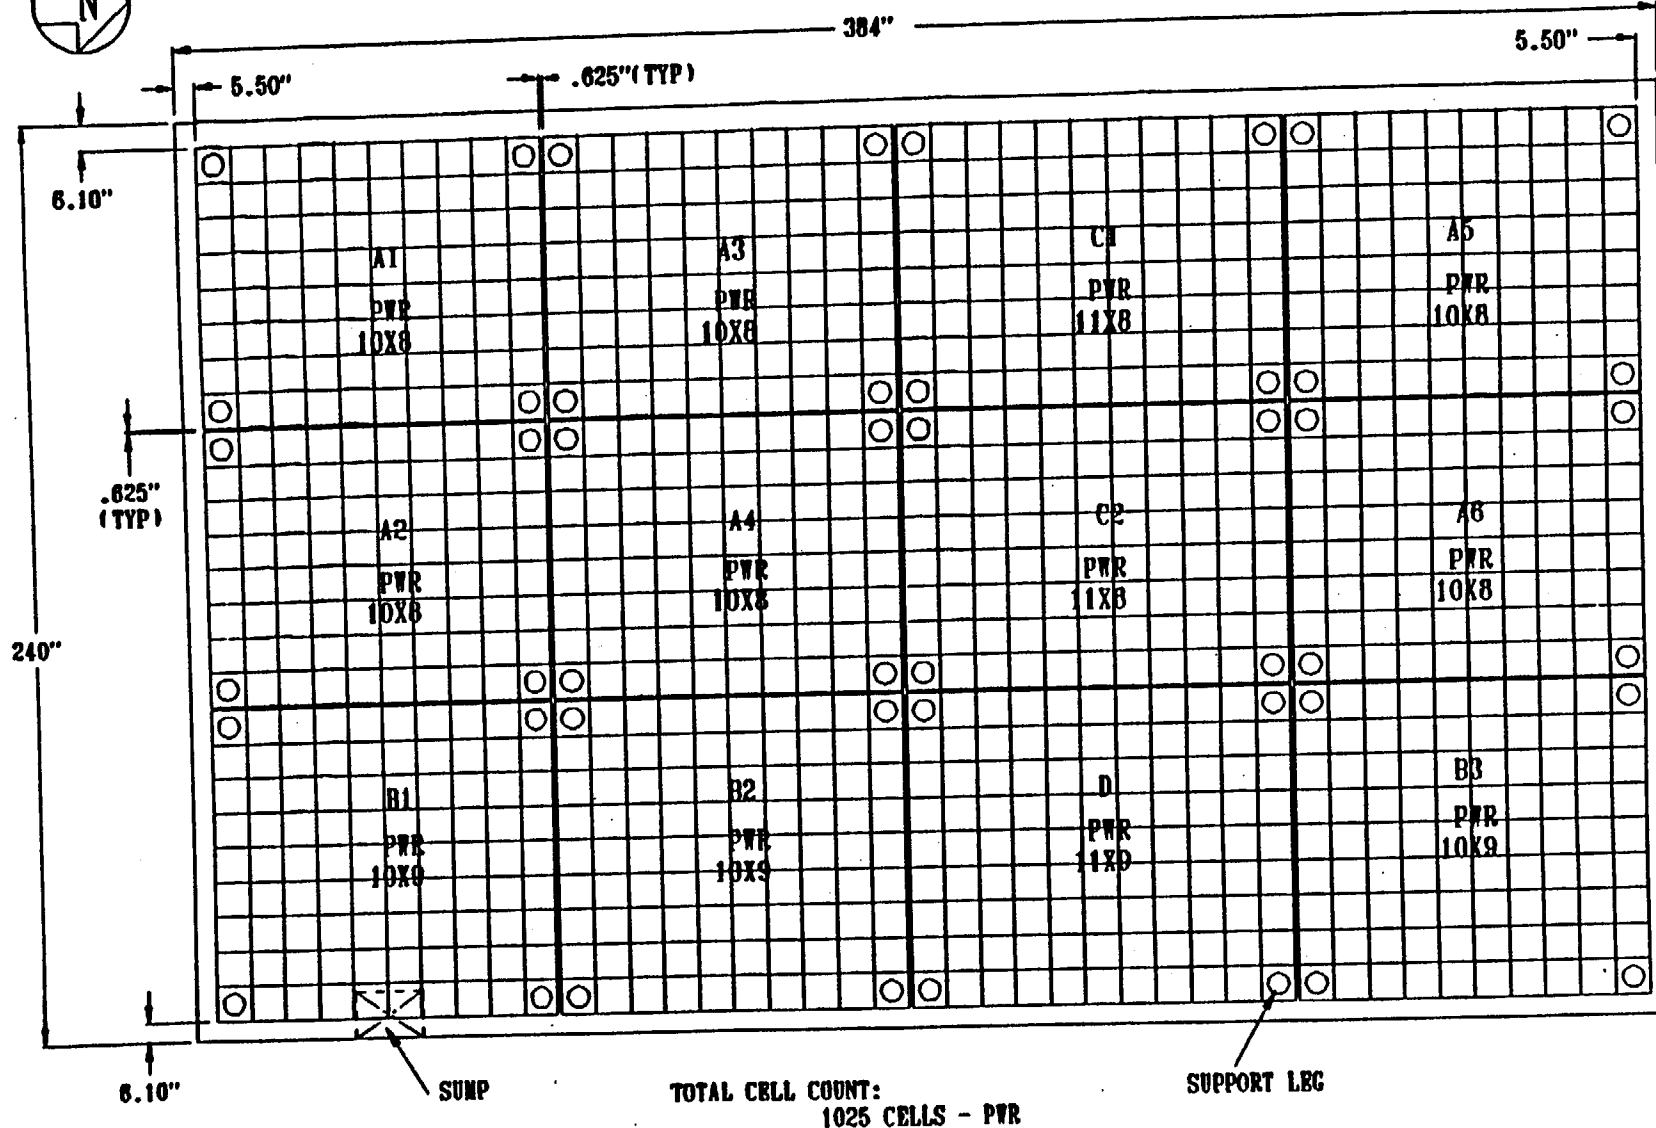 N
384"
5.50"
5.50"
.625"(TYP)
6.10"
A1
PWR
10X8
A3
PWR
10X8
C1
PWR
11X8
A5
PWR
10X8
.625"
(TYP)
A2
PWR
10X8
A4
PWR
10X8
C2
PWR
11X8
A6
PWR
10X8
240"
B1
PWR
10X9
B2
PWR
10X9
D
PWR
11X9
B3
PWR
10X9
6.10"
SUMP
TOTAL CELL COUNT:
1025 CELLS - PWR
SUPPORT LEG